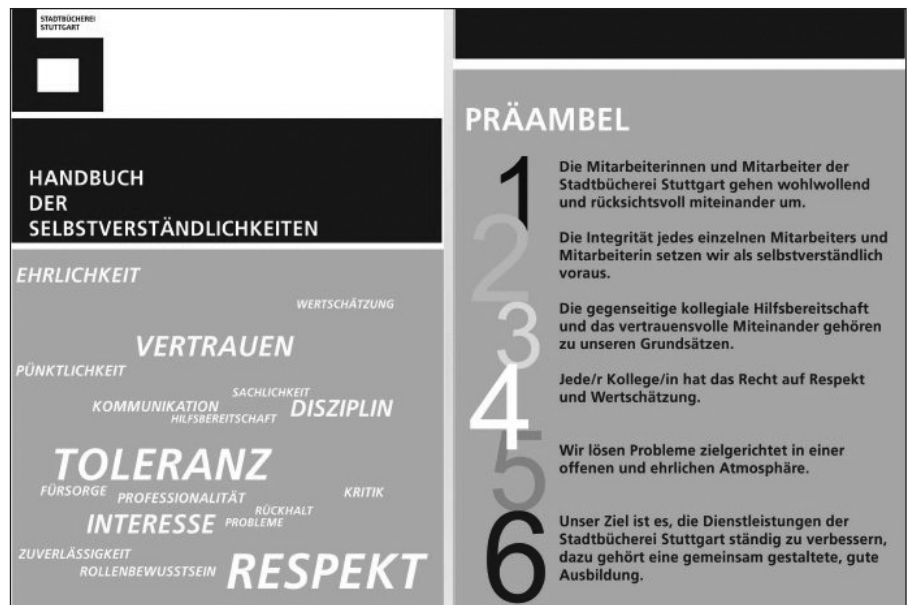 STADTBÜCHEREI
STUTTGART
HANDBUCH
DER
SELBSTVERSTÄNDLICHKEITEN
EHRLICHKEIT
WERTSCHÄTZUNG
VERTRAUEN
PÜNKTLICHKEIT
SACHLICHKEIT
KOMMUNIKATION
DISZIPLIN
HILFSBEREITSCHAFT
TOLERANZ
FÜRSORGE
PROFESSIONALITÄT
KRITIK
RÜCKHALT
INTERESSE
PROBLEME
ZUVERLÄSSIGKEIT
ROLLENBEWUSSTSEIN
RESPEKT
PRÄAMBEL
1
Die Mitarbeiterinnen und Mitarbeiter der
Stadtbücherei Stuttgart gehen wohlwollend
und rücksichtsvoll miteinander um.
2
Die Integrität jedes einzelnen Mitarbeiters und
Mitarbeiterin setzen wir als selbstverständlich
voraus.
3
Die gegenseitige kollegiale Hilfsbereitschaft
und das vertrauensvolle Miteinander gehören
zu unseren Grundsätzen.
4
Jede/r Kollege/in hat das Recht auf Respekt
und Wertschätzung.
5
Wir lösen Probleme zielgerichtet in einer
offenen und ehrlichen Atmosphäre.
6
Unser Ziel ist es, die Dienstleistungen der
Stadtbücherei Stuttgart ständig zu verbessern,
dazu gehört eine gemeinsam gestaltete, gute
Ausbildung.